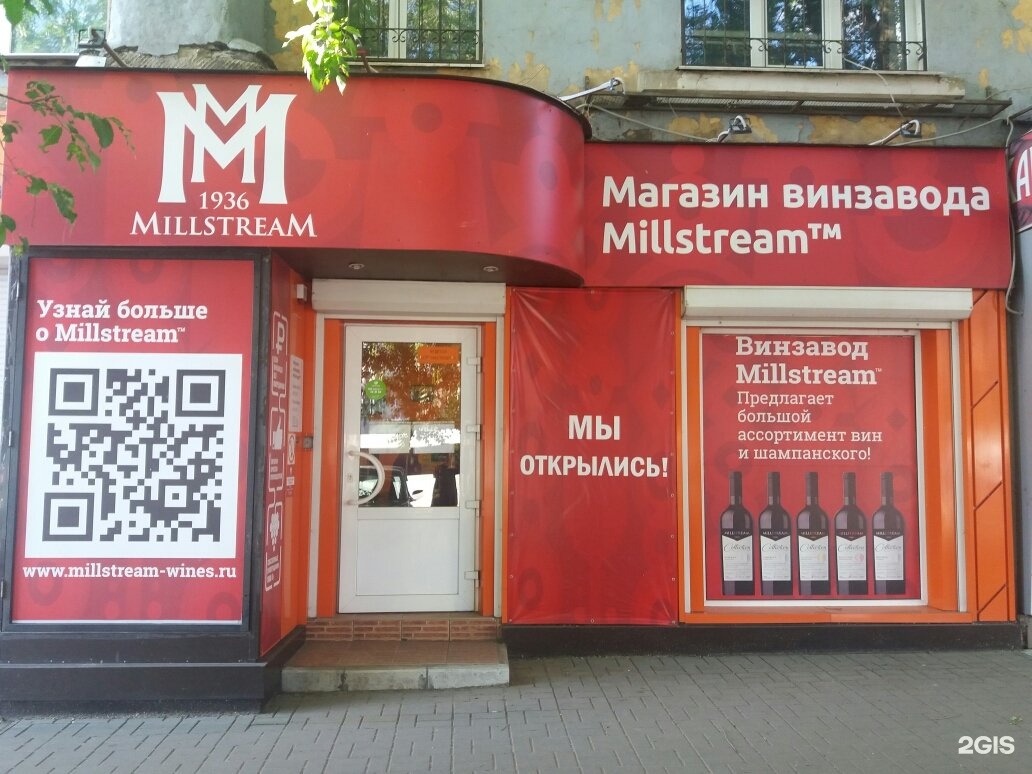 MM
1936
MILLSTREAM
Магазин винзавода
Millstream™
Узнай больше
о Millstream™
www.millstream-wines.ru
МЫ
ОТКРЫЛИСЬ!
Винзавод
Millstream™
Предлагает
большой
ассортимент вин
и шампанского!
2GIS